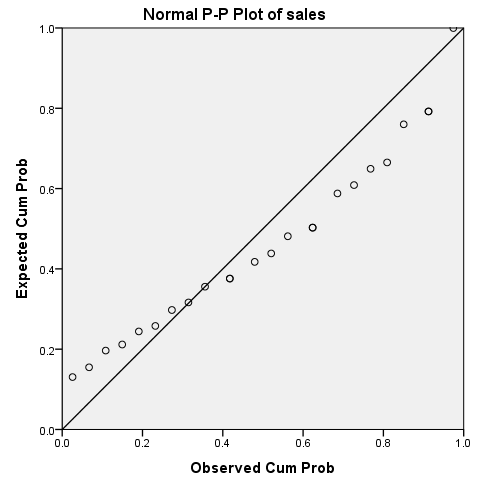 Normal P-P Plot of sales
1.0
0.8
0.6
0.4
0.2
0.0
Expected Cum Prob
0.0 0.2 0.4 0.6 0.8 1.0
Observed Cum Prob